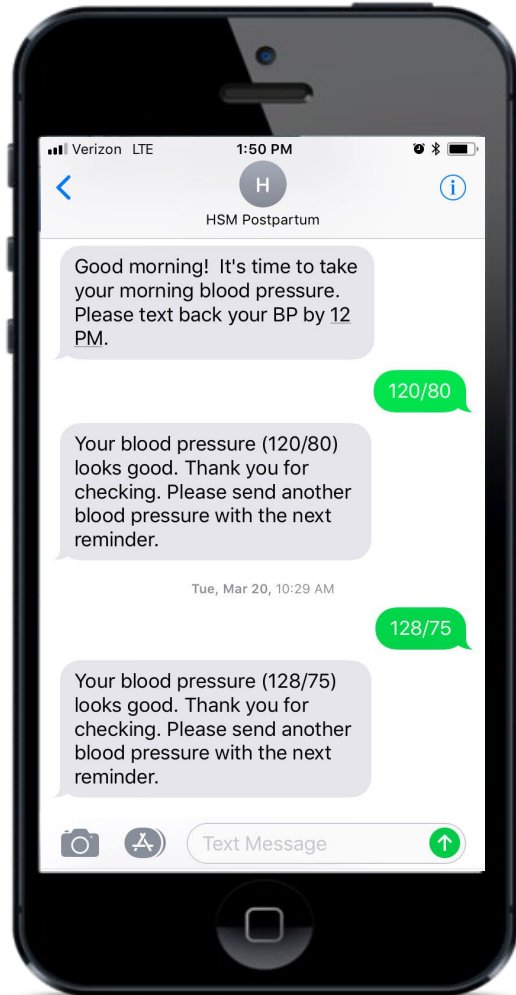 Verizon LTE 1:50 PM
H
HSM Postpartum
Good morning! It's time to take
your morning blood pressure.
Please text back your BP by 12
PM.
120/80
Your blood pressure (120/80)
looks good. Thank you for
checking. Please send another
blood pressure with the next
reminder.
Tue, Mar 20, 10:29 AM
128/75
Your blood pressure (128/75)
looks good. Thank you for
checking. Please send another
blood pressure with the next
reminder.
Text Message